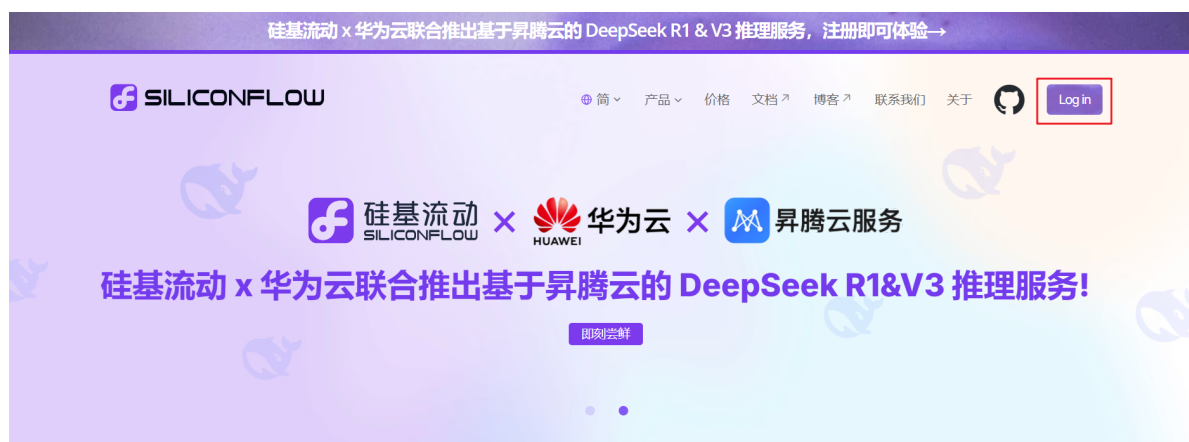 硅基流动 x 华为云联合推出基于昇腾云的 DeepSeek R1 & V3 推理服务，注册即可体验→
SILICONFLOW 简 产品 价格 文档 博客 联系我们 关于 Log in
硅基流动 SILICONFLOW × HUAWEI 华为云 × 昇腾云服务
硅基流动 x 华为云联合推出基于昇腾云的 DeepSeek R1&V3 推理服务!
即刻尝鲜